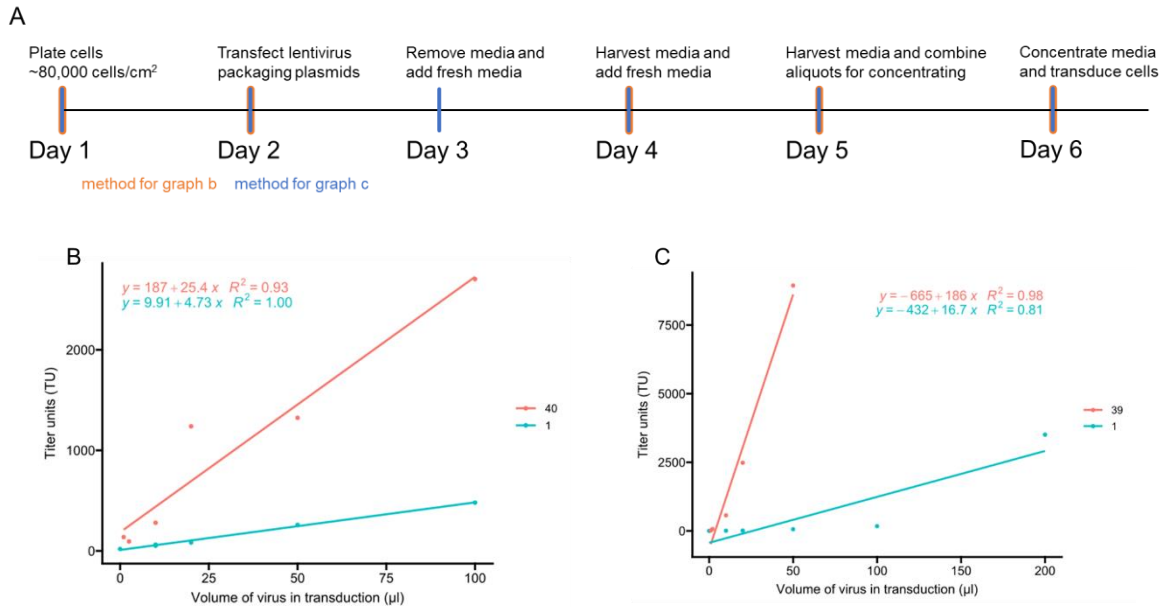 A
Plate cells
~80,000 cells/cm²
Transfect lentivirus
packaging plasmids
Remove media and
add fresh media
Harvest media and
add fresh media
Harvest media and combine
aliquots for concentrating
Concentrate media
and transduce cells
Day 1
Day 2
Day 3
Day 4
Day 5
Day 6
method for graph b
method for graph c
B
y = 187 + 25.4 x R² = 0.93
y = 9.91 + 4.73 x R² = 1.00
Titer units (TU)
2000
1000
0
0
25
50
75
100
Volume of virus in transduction (µl)
40
1
C
y = −665 + 186 x R² = 0.98
y = −432 + 16.7 x R² = 0.81
Titer units (TU)
7500
5000
2500
0
0
50
100
150
200
Volume of virus in transduction (µl)
39
1